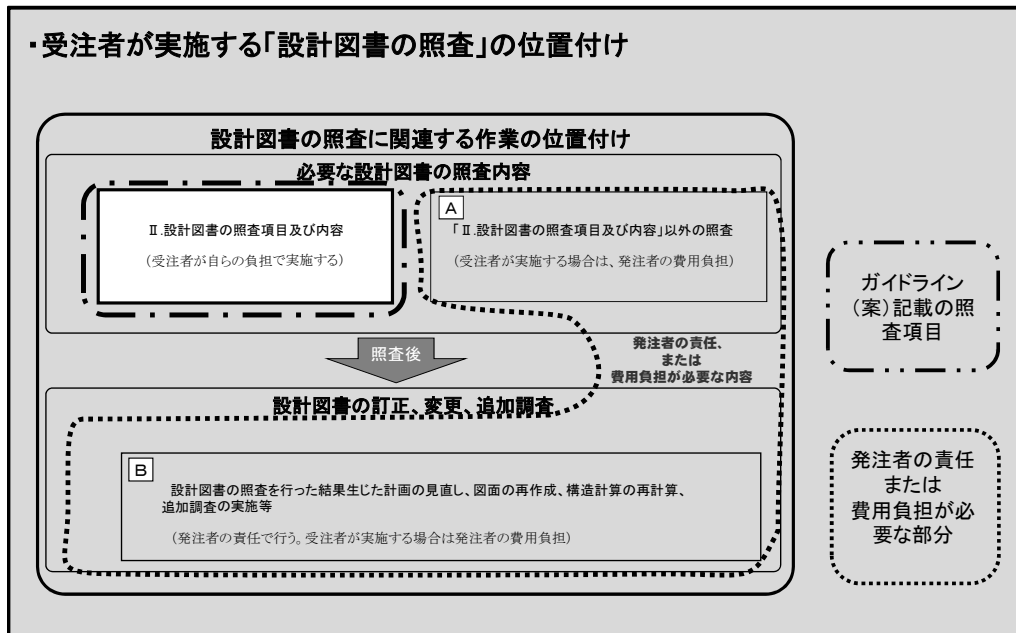 ・受注者が実施する「設計図書の照査」の位置付け
設計図書の照査に関連する作業の位置付け
必要な設計図書の照査内容
Ⅱ.設計図書の照査項目及び内容
(受注者が自らの負担で実施する)
A
「Ⅱ.設計図書の照査項目及び内容」以外の照査
(受注者が実施する場合は、発注者の費用負担)
照査後
発注者の責任、
または
費用負担が必要な内容
設計図書の訂正、変更、追加調査
B
設計図書の照査を行った結果生じた計画の見直し、図面の再作成、構造計算の再計算、
追加調査の実施等
(発注者の責任で行う。受注者が実施する場合は発注者の費用負担)
ガイドライン
(案)記載の照
査項目
発注者の責任
または
費用負担が必
要な部分